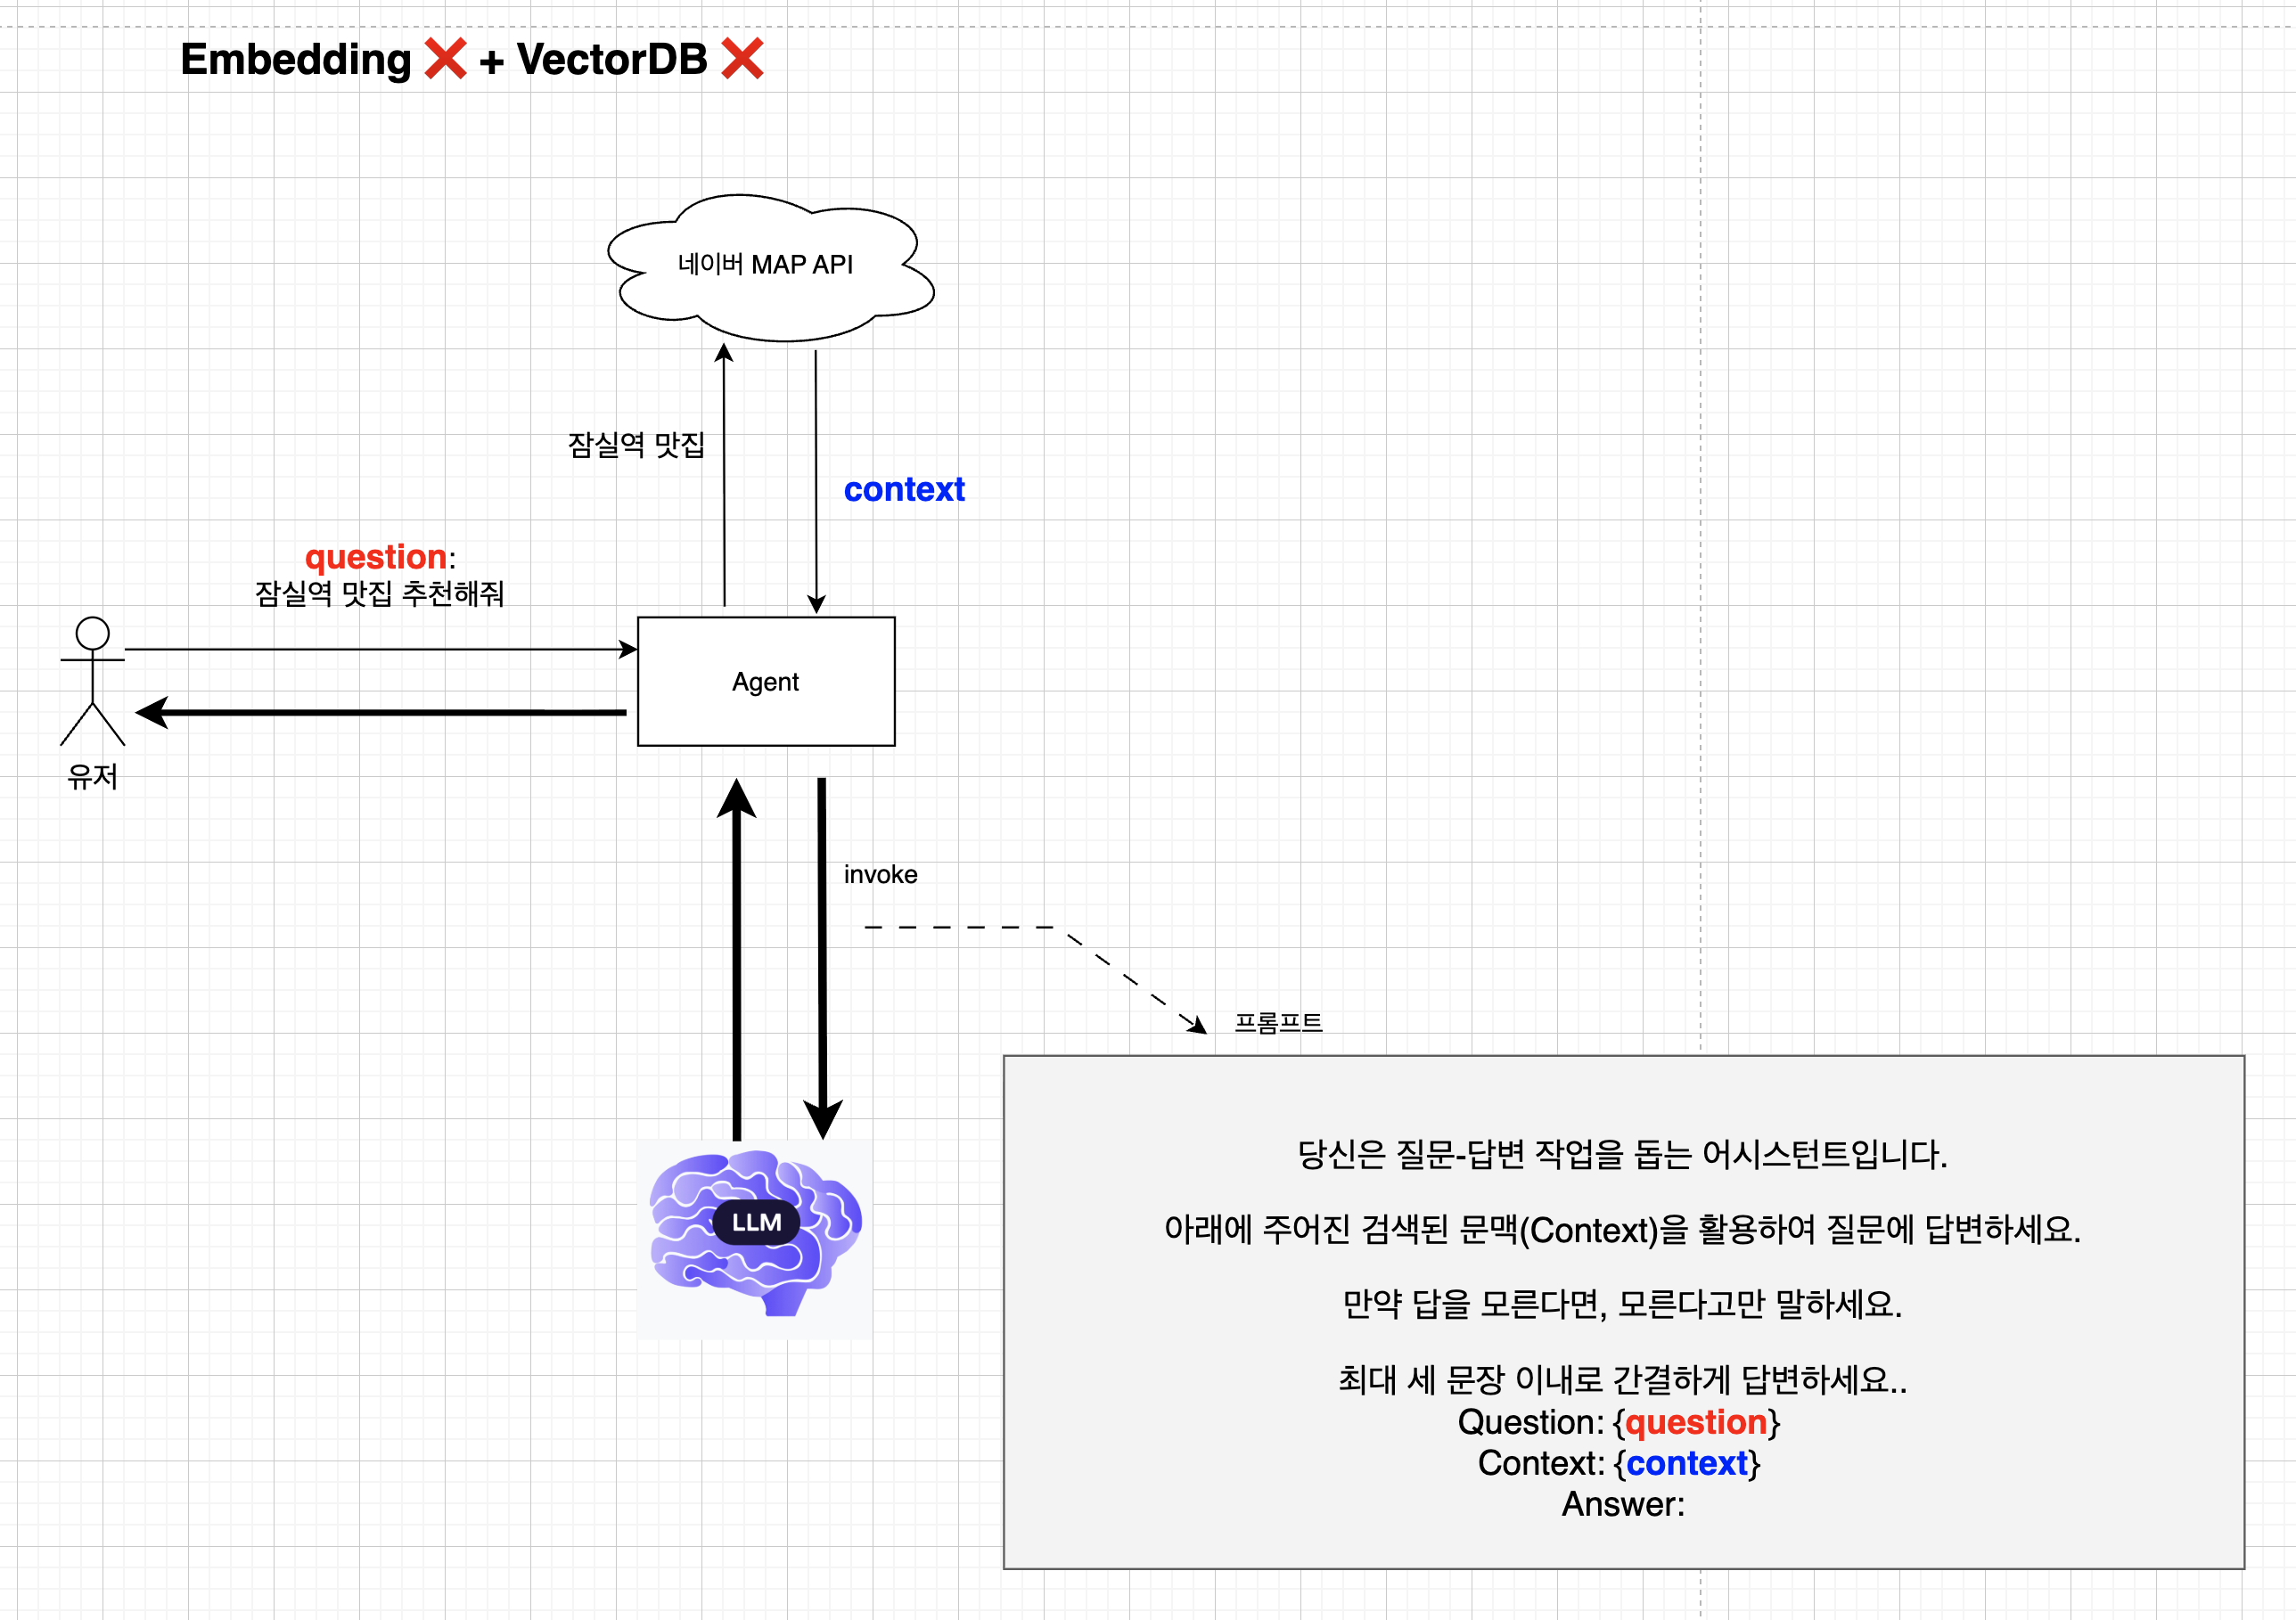 Embedding ❌ + VectorDB ❌
네이버 MAP API
잠실역 맛집
context
question:
잠실역 맛집 추천해줘
Agent
유저
invoke
프롬프트
LLM
당신은 질문-답변 작업을 돕는 어시스턴트입니다.
아래에 주어진 검색된 문맥(Context)을 활용하여 질문에 답변하세요.
만약 답을 모른다면, 모른다고만 말하세요.
최대 세 문장 이내로 간결하게 답변하세요..
Question: {question}
Context: {context}
Answer: